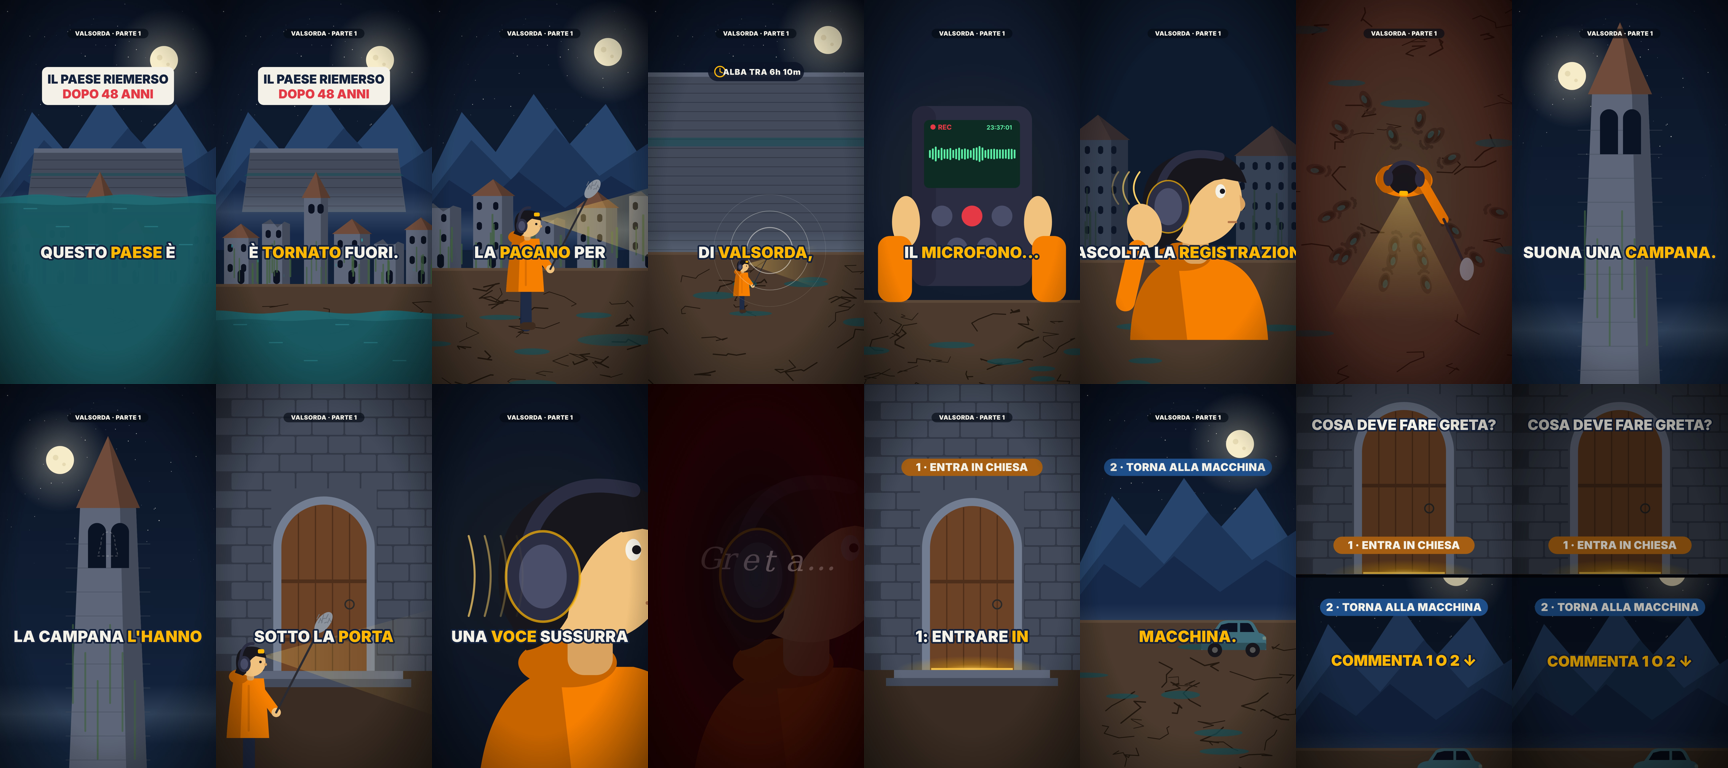 VALSORDA · PARTE 1
IL PAESE RIEMERSO
DOPO 48 ANNI
QUESTO PAESE È
VALSORDA · PARTE 1
IL PAESE RIEMERSO
DOPO 48 ANNI
È TORNATO FUORI.
VALSORDA · PARTE 1
LA PAGANO PER
VALSORDA · PARTE 1
ALBA TRA 6h 10m
DI VALSORDA,
VALSORDA · PARTE 1
REC 23:37:01
IL MICROFONO...
VALSORDA · PARTE 1
ASCOLTA LA REGISTRAZION
VALSORDA · PARTE 1
VALSORDA · PARTE 1
SUONA UNA CAMPANA.
VALSORDA · PARTE 1
LA CAMPANA L'HANNO
VALSORDA · PARTE 1
SOTTO LA PORTA
VALSORDA · PARTE 1
UNA VOCE SUSSURRA
Greta...
VALSORDA · PARTE 1
1 · ENTRA IN CHIESA
1: ENTRARE IN
VALSORDA · PARTE 1
2 · TORNA ALLA MACCHINA
MACCHINA.
COSA DEVE FARE GRETA?
1 · ENTRA IN CHIESA
2 · TORNA ALLA MACCHINA
COMMENTA 1 O 2 ↓
COSA DEVE FARE GRETA?
1 · ENTRA IN CHIESA
2 · TORNA ALLA MACCHINA
COMMENTA 1 O 2 ↓